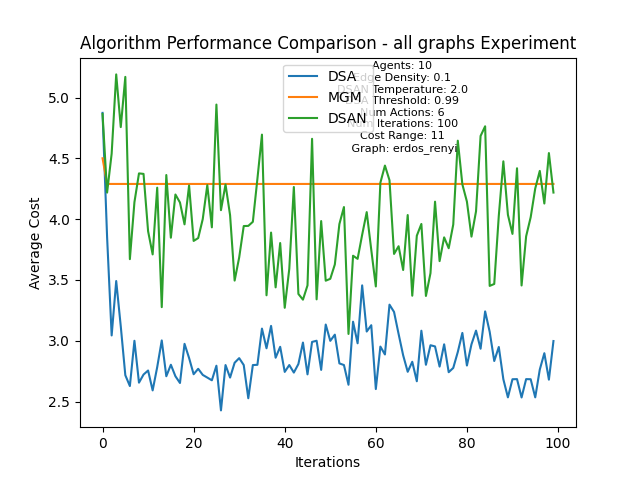 Algorithm Performance Comparison - all graphs Experiment
DSA
MGM
DSAN
Agents: 10
Edge Density: 0.1
DSAN Temperature: 2.0
Threshold: 0.99
Num Actions: 6
Num Iterations: 100
Cost Range: 11
Graph: erdos_renyi
Average Cost
5.0
4.5
4.0
3.5
3.0
2.5
0
20
40
60
80
100
Iterations